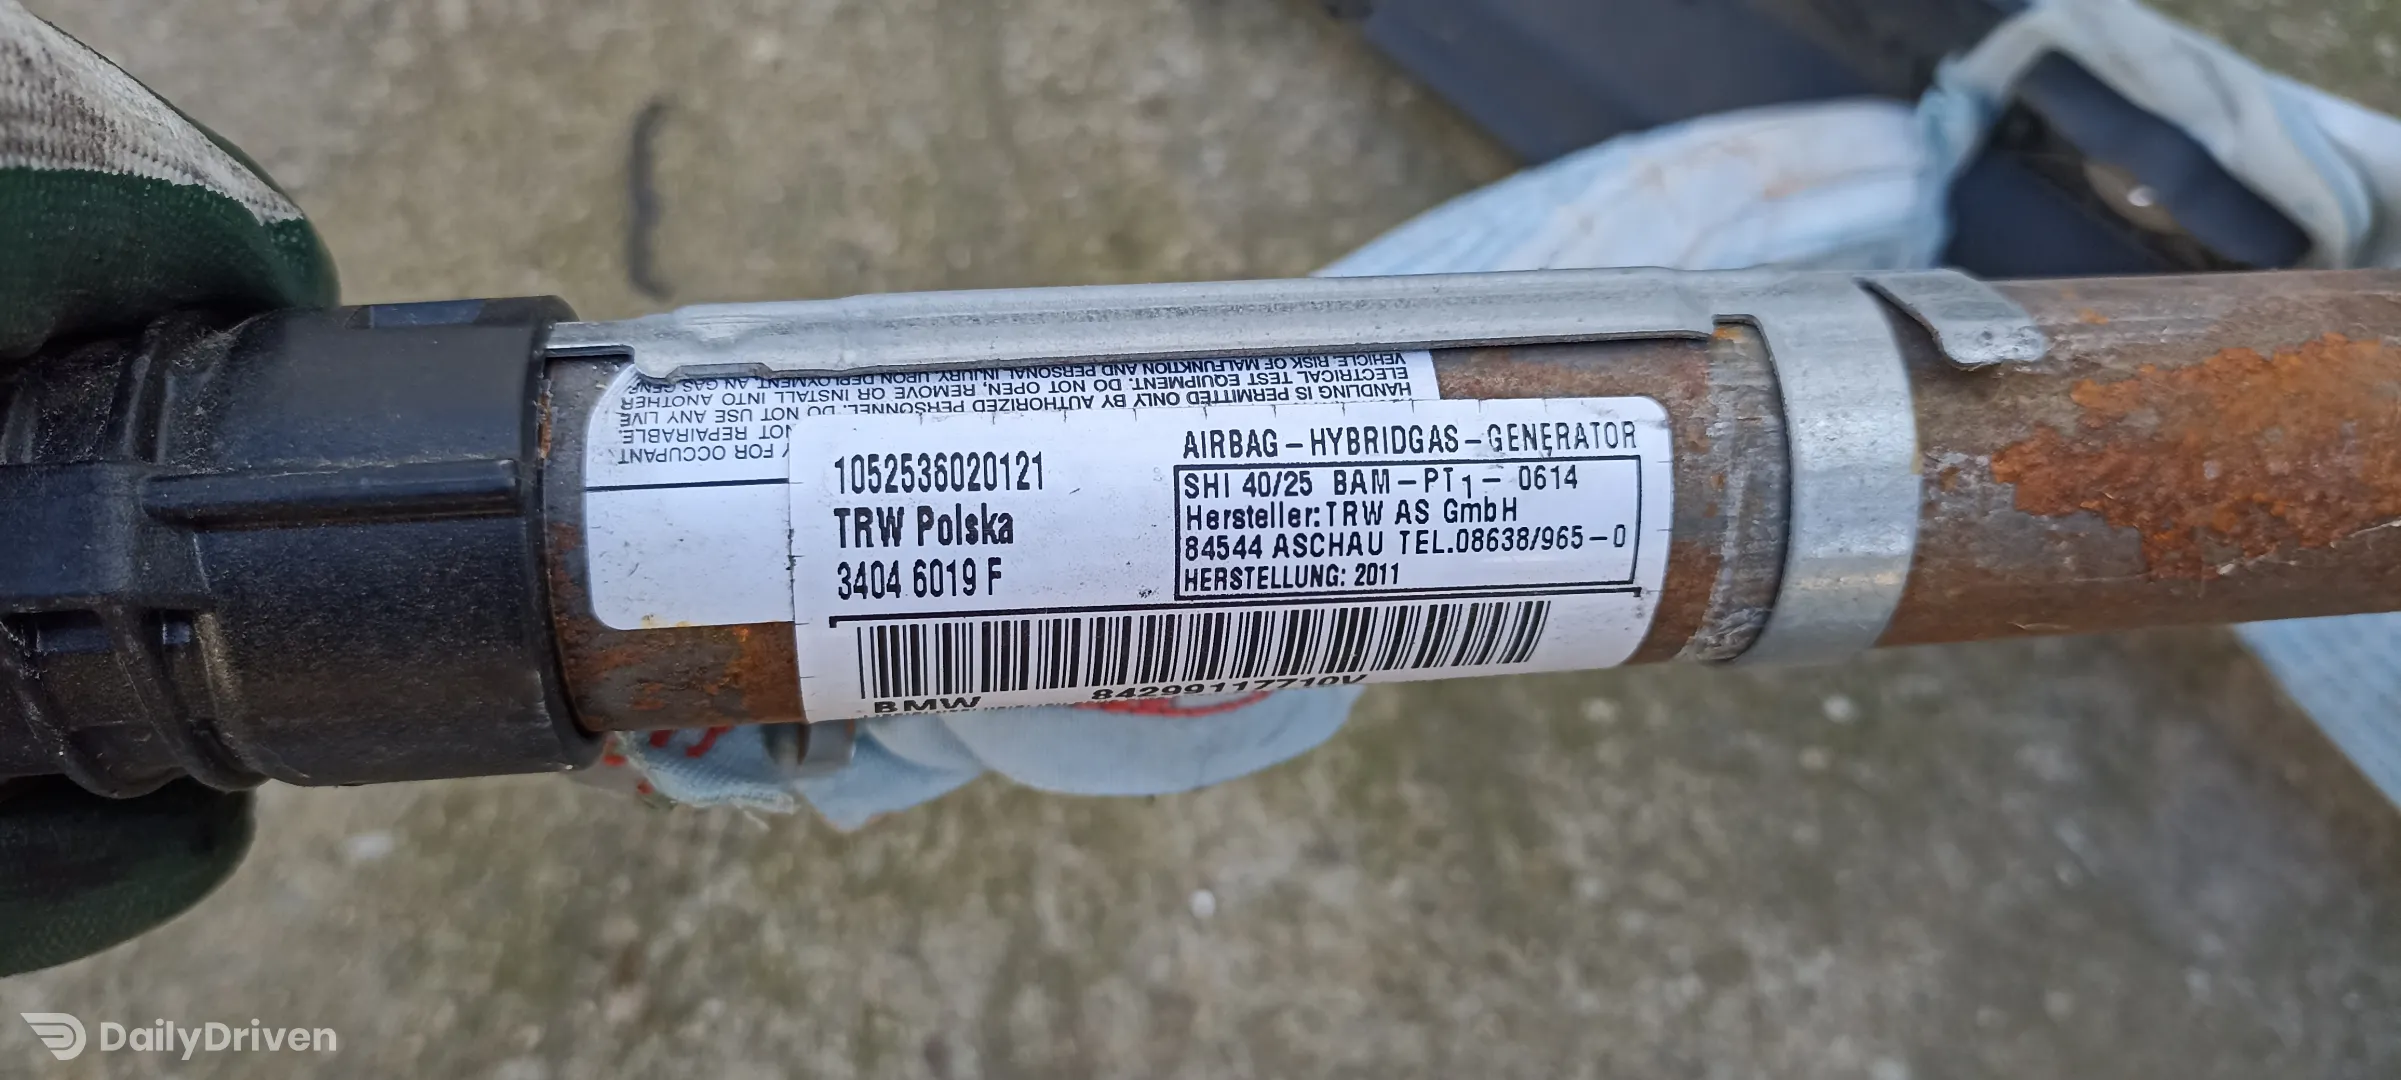 VEHICLE. RISK OF MALFUNKTION AND PERSONAL INJURY. UPON DEPLOYMENT, AN GAS GENE
ELECTRICAL TEST EQUIPMENT. DO NOT OPEN, REMOVE OR INSTALL INTO ANOTHER
HANDLING IS PERMITTED ONLY BY AUTHORIZED PERSONNEL. DO NOT USE ANY LIVE
NOT REPAIRABLE.
Y FOR OCCUPANT
1052536020121
TRW Polska
3404 6019 F
AIRBAG-HYBRIDGAS-GENERATOR
SHI 40/25 BAM-PT1- 0614
Hersteller:TRW AS GmbH
84544 ASCHAU TEL.08638/965-0
HERSTELLUNG: 2011
BMW 84299117710V
DailyDriven